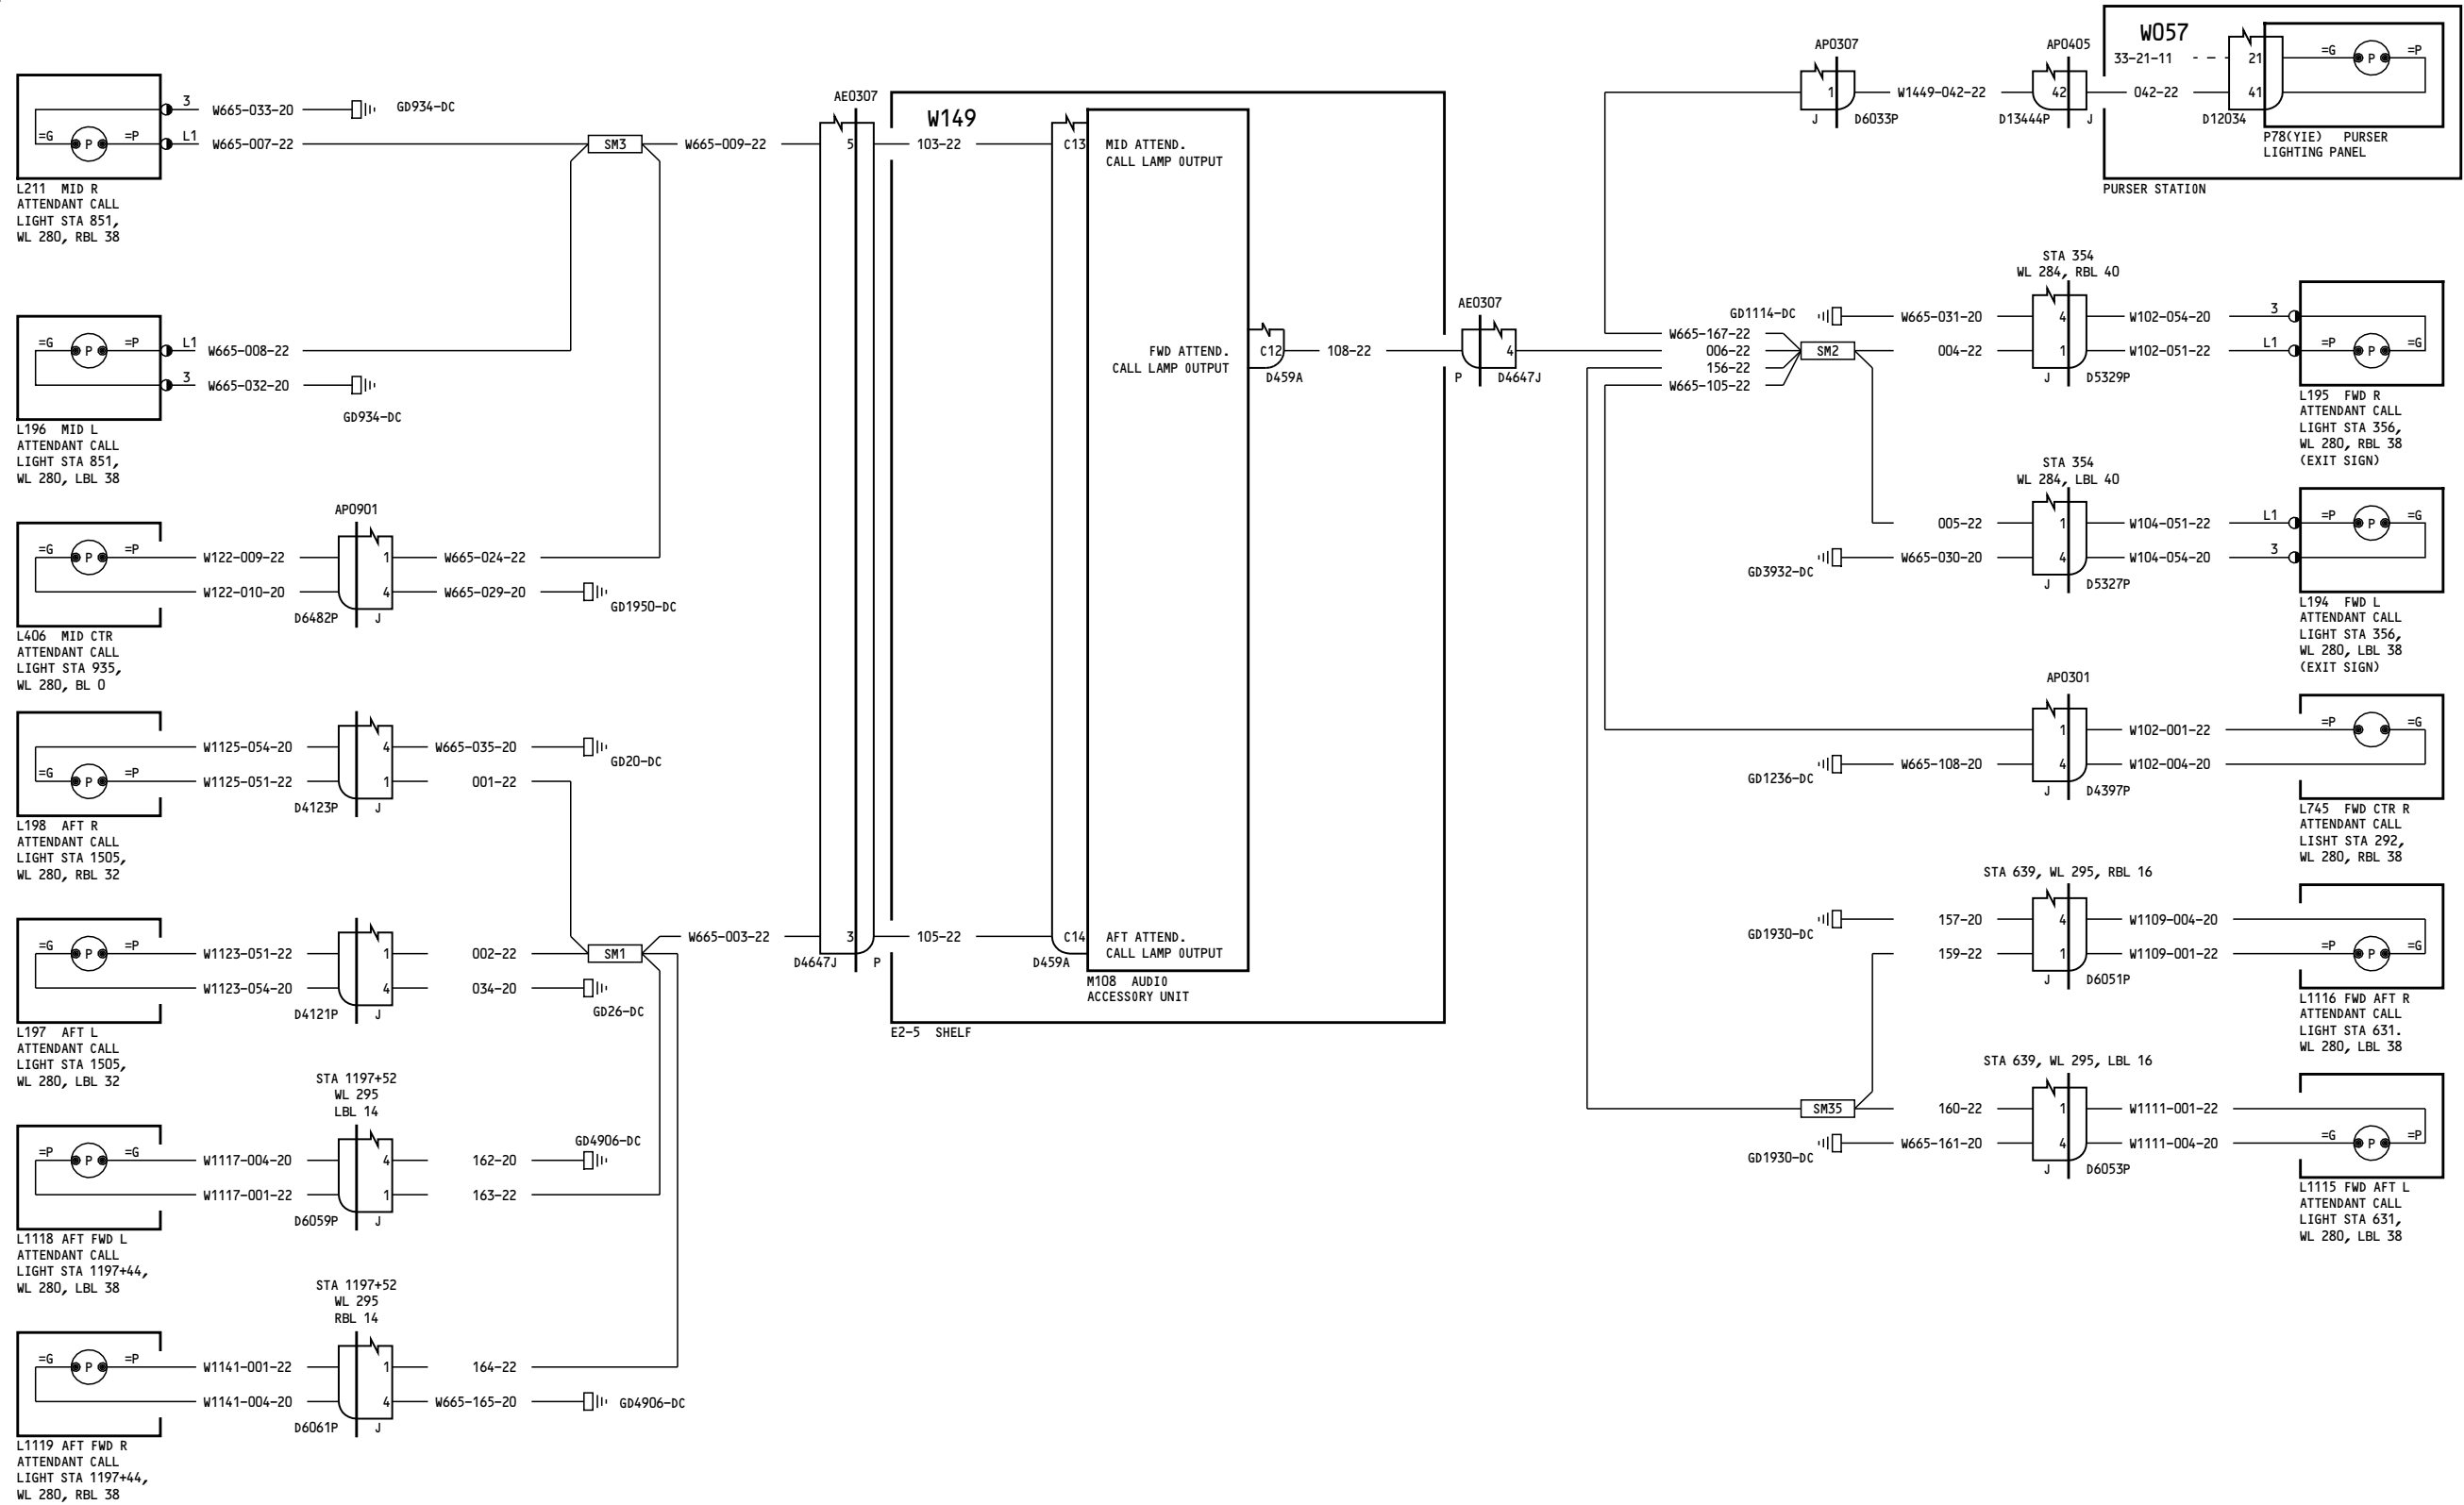 3
W665-033-20
GD934-DC
=G
P
=P
L1
W665-007-22
L211 MID R
ATTENDANT CALL
LIGHT STA 851,
WL 280, RBL 38
=G
P
=P
L1
W665-008-22
3
W665-032-20
GD934-DC
L196 MID L
ATTENDANT CALL
LIGHT STA 851,
WL 280, LBL 38
SM3
W665-009-22
AP0901
=G
P
=P
W122-009-22
1
W665-024-22
W122-010-20
4
W665-029-20
GD1950-DC
D6482P
J
L406 MID CTR
ATTENDANT CALL
LIGHT STA 935,
WL 280, BL 0
W1125-054-20
4
W665-035-20
GD20-DC
=G
P
=P
W1125-051-22
1
001-22
D4123P
J
L198 AFT R
ATTENDANT CALL
LIGHT STA 1505,
WL 280, RBL 32
=G
P
=P
W1123-051-22
1
002-22
SM1
W665-003-22
W1123-054-20
4
034-20
GD26-DC
D4121P
J
L197 AFT L
ATTENDANT CALL
LIGHT STA 1505,
WL 280, LBL 32
STA 1197+52
WL 295
LBL 14
GD4906-DC
=P
P
=G
W1117-004-20
4
162-20
W1117-001-22
1
163-22
D6059P
J
L1118 AFT FWD L
ATTENDANT CALL
LIGHT STA 1197+44,
WL 280, LBL 38
STA 1197+52
WL 295
RBL 14
=G
P
=P
W1141-001-22
1
164-22
W1141-004-20
4
W665-165-20
GD4906-DC
D6061P
J
L1119 AFT FWD R
ATTENDANT CALL
LIGHT STA 1197+44,
WL 280, RBL 38
AE0307
W149
5
103-22
C13
MID ATTEND.
CALL LAMP OUTPUT
FWD ATTEND.
CALL LAMP OUTPUT
C12
108-22
D459A
3
105-22
C14
AFT ATTEND.
CALL LAMP OUTPUT
D4647J
P
D459A
M108 AUDIO
ACCESSORY UNIT
E2-5 SHELF
AE0307
4
P
D4647J
AP0307
1
J
D6033P
W1449-042-22
AP0405
42
D13444P
J
W057
33-21-11
21
042-22
41
D12034
=G
P
=P
P78(YIE) PURSER
LIGHTING PANEL
PURSER STATION
STA 354
WL 284, RBL 40
GD1114-DC
W665-031-20
4
W102-054-20
3
W665-167-22
006-22
156-22
W665-105-22
SM2
004-22
1
W102-051-22
L1
=P
P
=G
J
D5329P
L195 FWD R
ATTENDANT CALL
LIGHT STA 356,
WL 280, RBL 38
(EXIT SIGN)
STA 354
WL 284, LBL 40
005-22
1
W104-051-22
L1
=P
P
=G
GD3932-DC
W665-030-20
4
W104-054-20
3
J
D5327P
L194 FWD L
ATTENDANT CALL
LIGHT STA 356,
WL 280, LBL 38
(EXIT SIGN)
AP0301
1
W102-001-22
=P
=G
GD1236-DC
W665-108-20
4
W102-004-20
J
D4397P
L745 FWD CTR R
ATTENDANT CALL
LISHT STA 292,
WL 280, RBL 38
STA 639, WL 295, RBL 16
GD1930-DC
157-20
4
W1109-004-20
159-22
1
W1109-001-22
=P
P
=G
J
D6051P
L1116 FWD AFT R
ATTENDANT CALL
LIGHT STA 631.
WL 280, LBL 38
STA 639, WL 295, LBL 16
SM35
160-22
1
W1111-001-22
GD1930-DC
W665-161-20
4
W1111-004-20
=G
P
=P
J
D6053P
L1115 FWD AFT L
ATTENDANT CALL
LIGHT STA 631,
WL 280, LBL 38